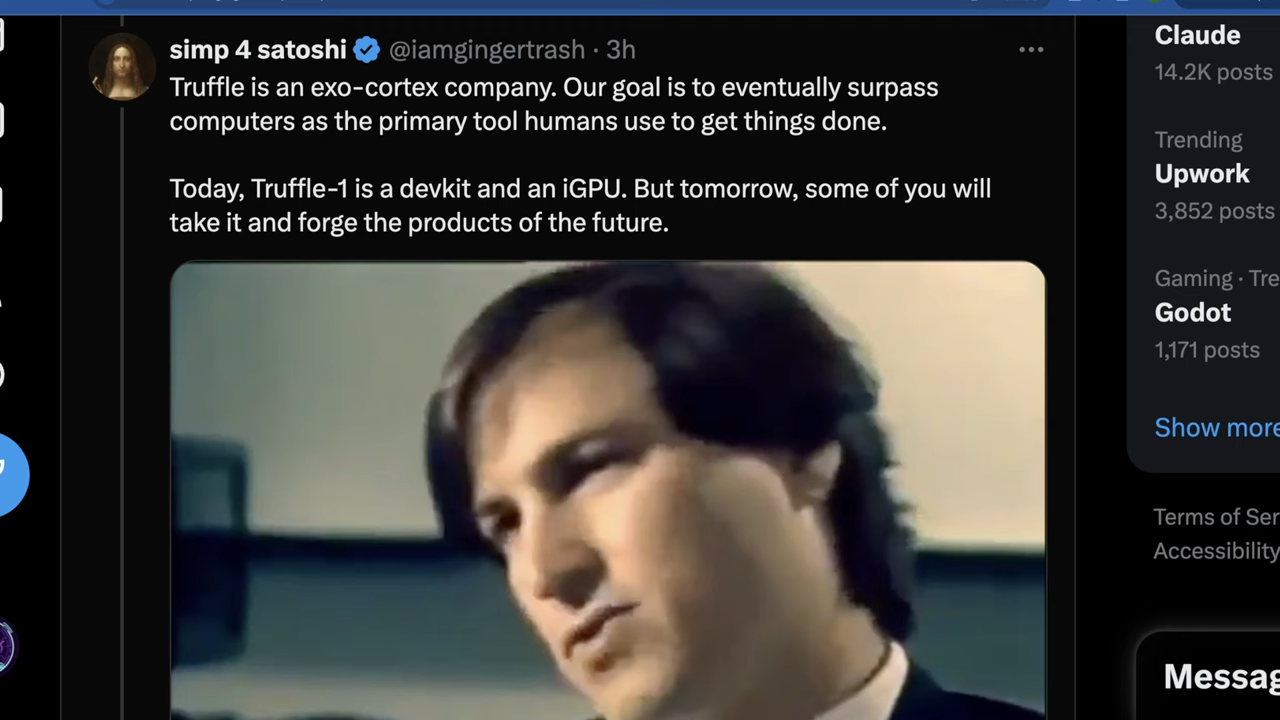 simp 4 satoshi @iamgingertrash · 3h
Truffle is an exo-cortex company. Our goal is to eventually surpass
computers as the primary tool humans use to get things done.
Today, Truffle-1 is a devkit and an iGPU. But tomorrow, some of you will
take it and forge the products of the future.
Claude
14.2K posts
Trending
Upwork
3,852 posts
Gaming · Tre
Godot
1,171 posts
Show more
Terms of Ser
Accessibility
Messag